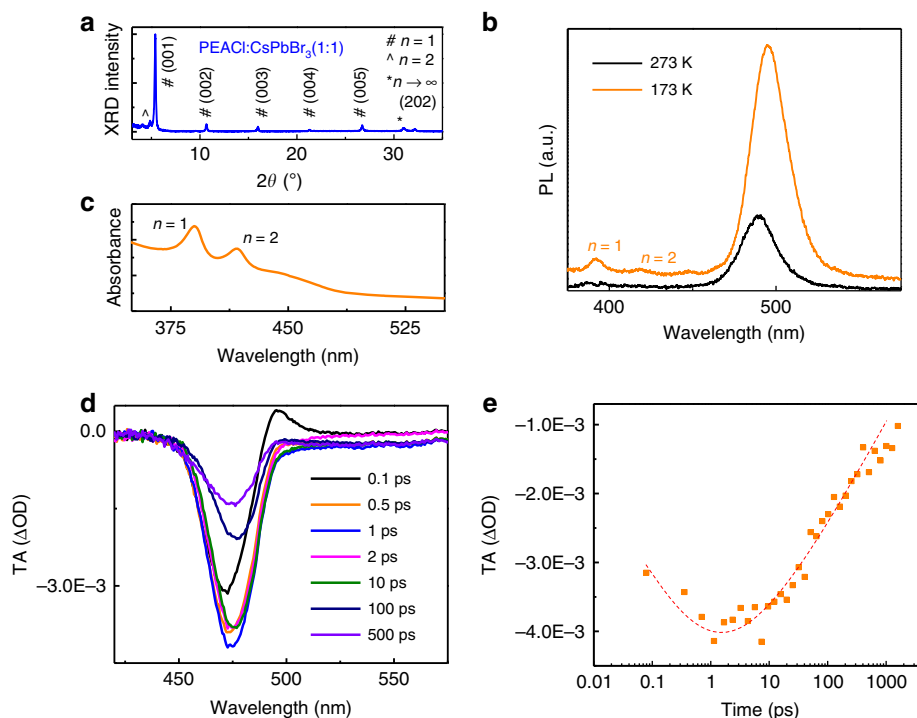 a
PEACl:CsPbBr₃(1:1)
# n = 1
^ n = 2
*n → ∞
(202)
# (001)
# (002)
# (003)
# (004)
# (005)
^
*
XRD intensity
10
20
30
2θ (°)
b
273 K
173 K
PL (a.u.)
n = 1
n = 2
400
500
Wavelength (nm)
c
n = 1
n = 2
Absorbance
375
450
525
Wavelength (nm)
d
0.0
−3.0E−3
TA (ΔOD)
0.1 ps
0.5 ps
1 ps
2 ps
10 ps
100 ps
500 ps
450
500
550
Wavelength (nm)
e
−1.0E−3
−2.0E−3
−3.0E−3
−4.0E−3
TA (ΔOD)
0.01
0.1
1
10
100
1000
Time (ps)